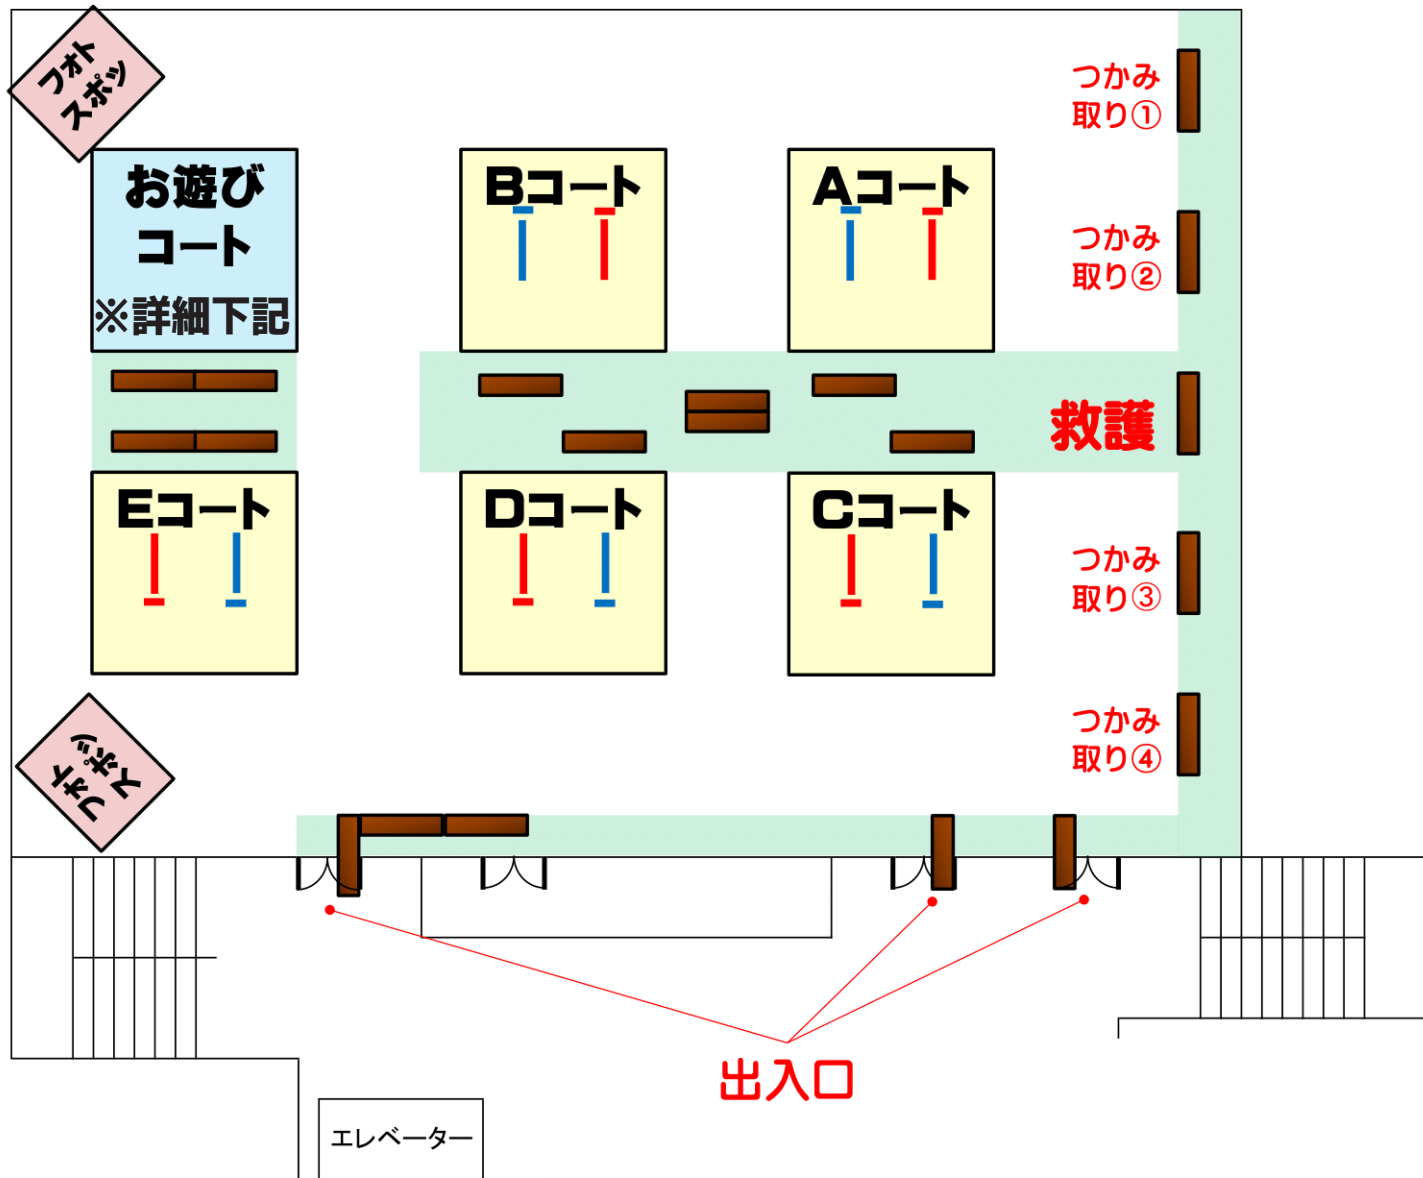 フォト
スポッ
つかみ
取り①
お遊び
コート
※詳細下記
Bコート
Aコート
つかみ
取り②
救護
Eコート
Dコート
Cコート
つかみ
取り③
つかみ
取り④
フォト
スポッ
出入口
エレベーター